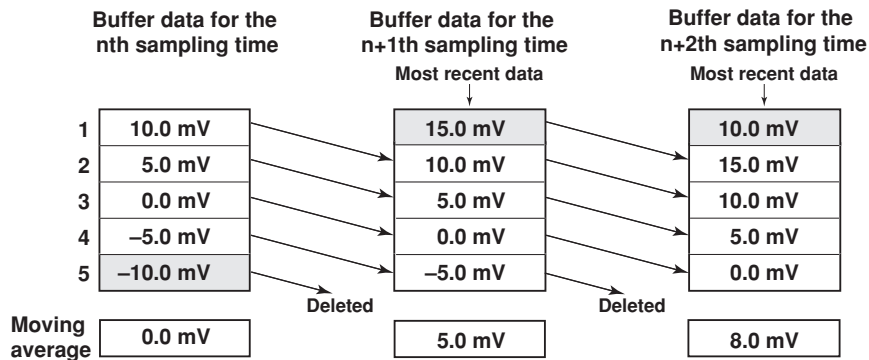 Buffer data for the
nth sampling time
Buffer data for the
n+1th sampling time
Buffer data for the
n+2th sampling time
Most recent data
Most recent data
1
10.0 mV
15.0 mV
10.0 mV
2
5.0 mV
10.0 mV
15.0 mV
3
0.0 mV
5.0 mV
10.0 mV
4
–5.0 mV
0.0 mV
5.0 mV
5
–10.0 mV
–5.0 mV
0.0 mV
Deleted
Deleted
Moving
average
0.0 mV
5.0 mV
8.0 mV